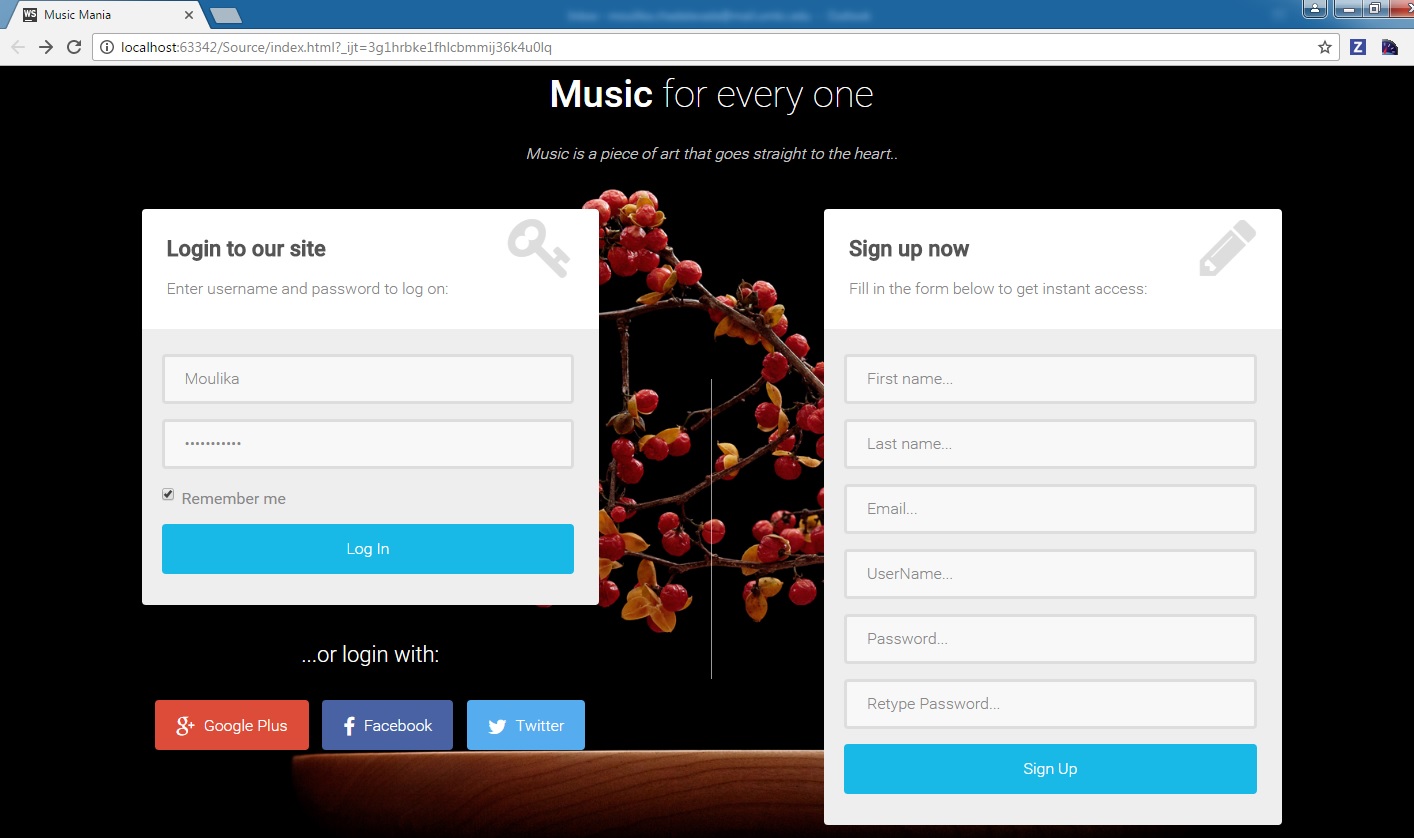 WS Music Mania
localhost:63342/Source/index.html?_ijt=3g1hrbke1fhlcbmmij36k4u0lq
Z
Music for every one
Music is a piece of art that goes straight to the heart..
Login to our site
Enter username and password to log on:
Moulika
•••••••••••
Remember me
Log In
...or login with:
g+ Google Plus
f Facebook
Twitter
Sign up now
Fill in the form below to get instant access:
First name...
Last name...
Email...
UserName...
Password...
Retype Password...
Sign Up